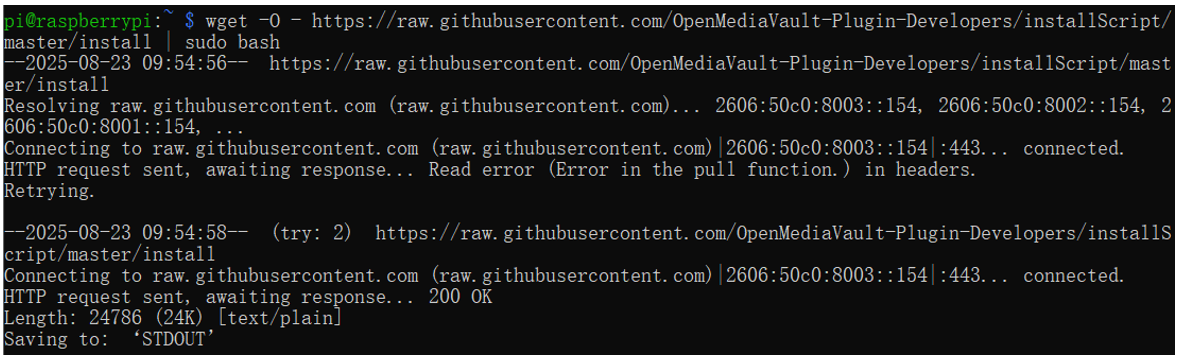 pi@raspberrypi:~ $ wget -O - https://raw.githubusercontent.com/OpenMediaVault-Plugin-Developers/installScript/
master/install | sudo bash
--2025-08-23 09:54:56--  https://raw.githubusercontent.com/OpenMediaVault-Plugin-Developers/installScript/mast
er/install
Resolving raw.githubusercontent.com (raw.githubusercontent.com)... 2606:50c0:8003::154, 2606:50c0:8002::154, 2
606:50c0:8001::154, ...
Connecting to raw.githubusercontent.com (raw.githubusercontent.com)|2606:50c0:8003::154|:443... connected.
HTTP request sent, awaiting response... Read error (Error in the pull function.) in headers.
Retrying.
--2025-08-23 09:54:58--  (try: 2)  https://raw.githubusercontent.com/OpenMediaVault-Plugin-Developers/installS
cript/master/install
Connecting to raw.githubusercontent.com (raw.githubusercontent.com)|2606:50c0:8003::154|:443... connected.
HTTP request sent, awaiting response... 200 OK
Length: 24786 (24K) [text/plain]
Saving to: ‘STDOUT’